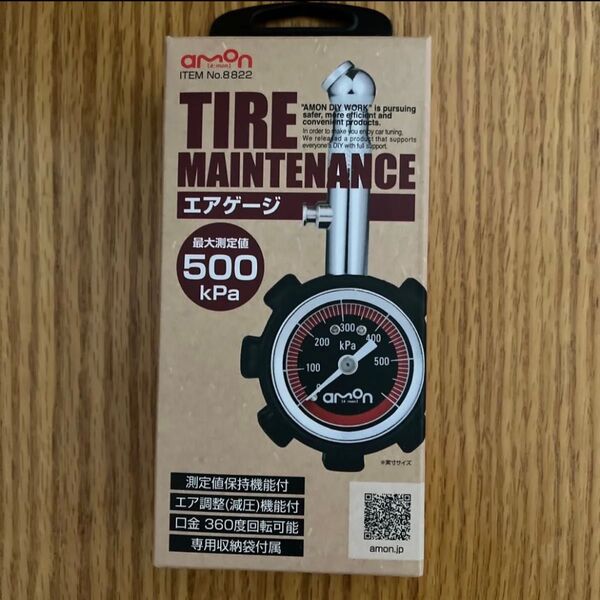 amon
[á:mon]
ITEM No.8822
TIRE
"AMON DIY WORK" is pursuing
safer, more efficient and
convenient products.
In order to make you enjoy car tuning.
We released a product that supports
everyone's DIY with full support.
MAINTENANCE
エアゲージ
最大測定値
500
kPa
300
200
400
kPa
100
500
0
amon
※実寸サイズ
測定値保持機能付
エア調整(減圧)機能付
口金 360度回転可能
専用収納袋付属
amon.jp